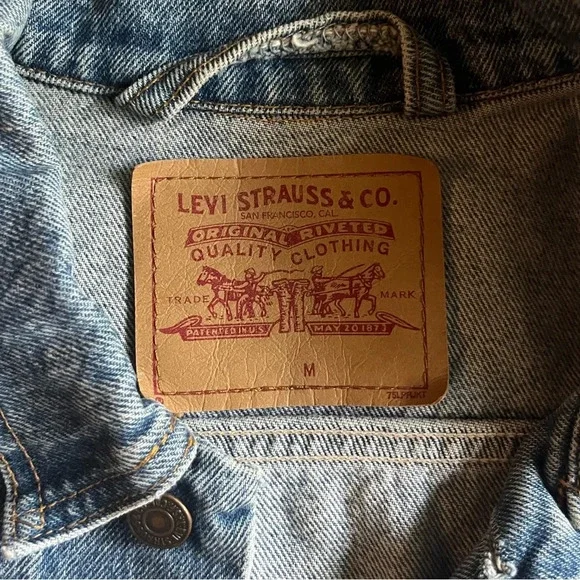 LEVI STRAUSS & CO.
SAN FRANCISCO, CAL.
ORIGINAL RIVETED
QUALITY CLOTHING
TRADE MARK
PATENTED IN U.S. MAY 20 1873
M